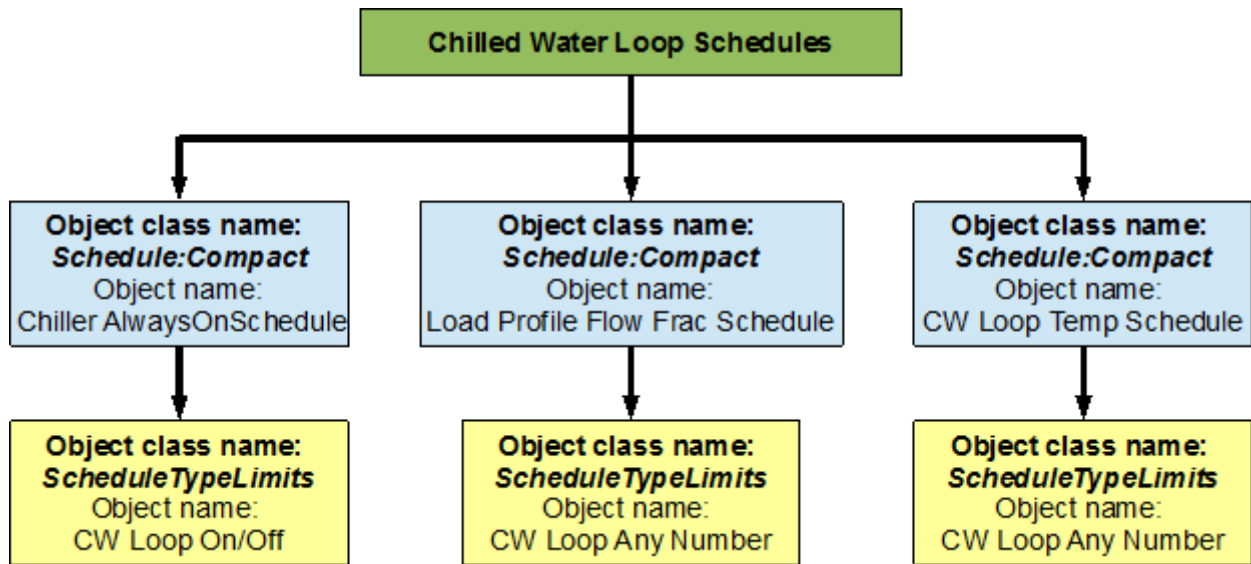 Chilled Water Loop Schedules
Object class name:
Schedule:Compact
Object name:
Chiller AlwaysOnSchedule
Object class name:
Schedule:Compact
Object name:
Load Profile Flow Frac Schedule
Object class name:
Schedule:Compact
Object name:
CW Loop Temp Schedule
Object class name:
ScheduleTypeLimits
Object name:
CW Loop On/Off
Object class name:
ScheduleTypeLimits
Object name:
CW Loop Any Number
Object class name:
ScheduleTypeLimits
Object name:
CW Loop Any Number